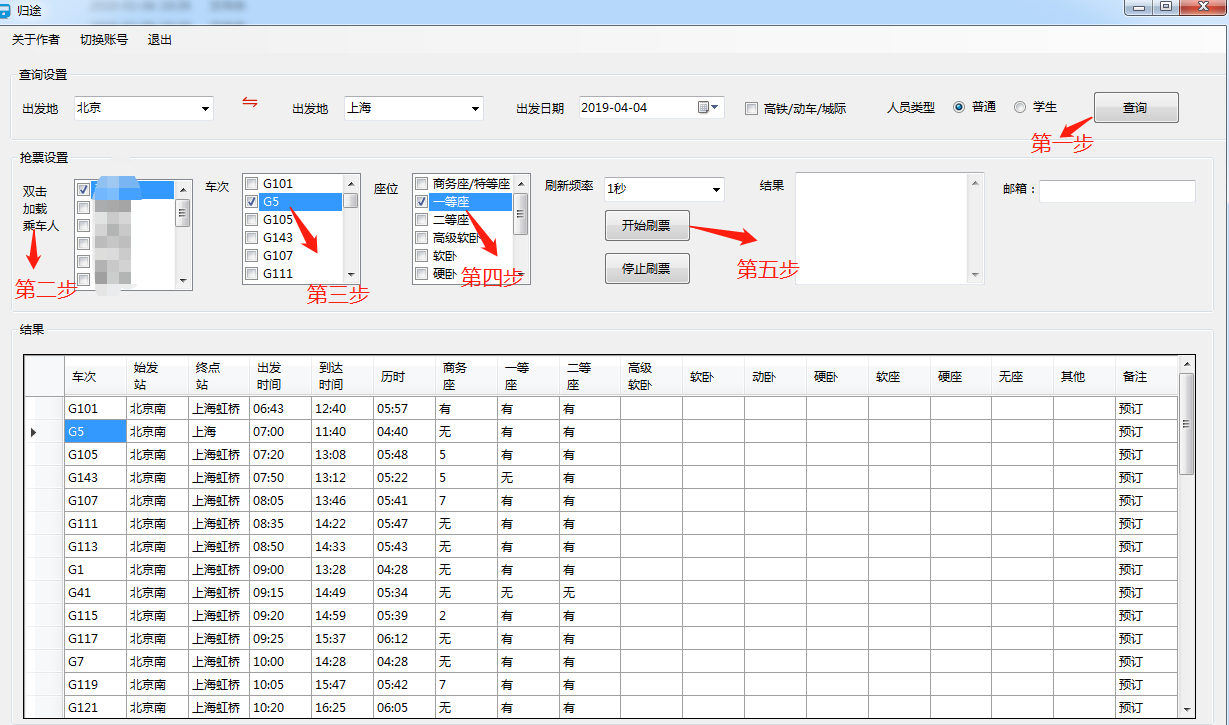 归途
关于作者 切换账号 退出
查询设置
出发地 北京 ⇋ 出发地 上海 出发日期 2019-04-04 高铁/动车/城际 人员类型 普通 学生 查询
第一步
抢票设置
双击
加载
乘车人
第二步
车次
G101
G5
G105
G143
G107
G111
第三步
座位
商务座/特等座
一等座
二等座
高级软卧
软卧
硬卧
第四步
刷新频率 1秒
开始刷票
停止刷票
第五步
结果
邮箱：
结果
车次 始发站 终点站 出发时间 到达时间 历时 商务座 一等座 二等座 高级软卧 软卧 动卧 硬卧 软座 硬座 无座 其他 备注
G101 北京南 上海虹桥 06:43 12:40 05:57 有 有 有 预订
G5 北京南 上海 07:00 11:40 04:40 无 有 有 预订
G105 北京南 上海虹桥 07:20 13:08 05:48 5 有 有 预订
G143 北京南 上海虹桥 07:50 13:12 05:22 5 无 有 预订
G107 北京南 上海虹桥 08:05 13:46 05:41 7 有 有 预订
G111 北京南 上海虹桥 08:35 14:22 05:47 无 有 有 预订
G113 北京南 上海虹桥 08:50 14:33 05:43 无 有 有 预订
G1 北京南 上海虹桥 09:00 13:28 04:28 无 有 有 预订
G41 北京南 上海虹桥 09:15 14:49 05:34 无 无 无 预订
G115 北京南 上海虹桥 09:20 14:59 05:39 2 有 有 预订
G117 北京南 上海虹桥 09:25 15:37 06:12 无 有 有 预订
G7 北京南 上海虹桥 10:00 14:28 04:28 无 有 有 预订
G119 北京南 上海虹桥 10:05 15:47 05:42 7 有 有 预订
G121 北京南 上海虹桥 10:20 16:25 06:05 无 有 有 预订